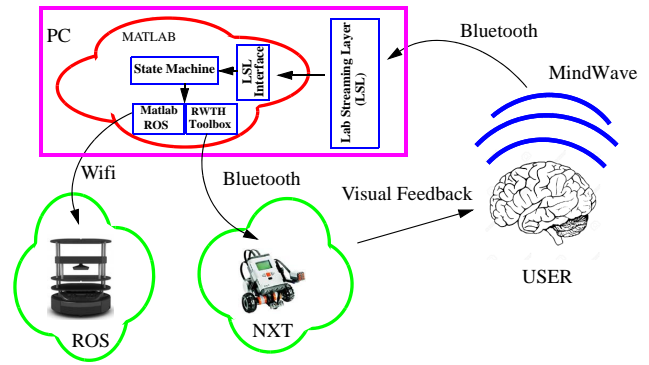 PC
MATLAB
State Machine
LSL
Interface
Lab Streaming Layer
(LSL)
Matlab
ROS
RWTH
Toolbox
Bluetooth
MindWave
Wifi
Bluetooth
Visual Feedback
USER
ROS
NXT